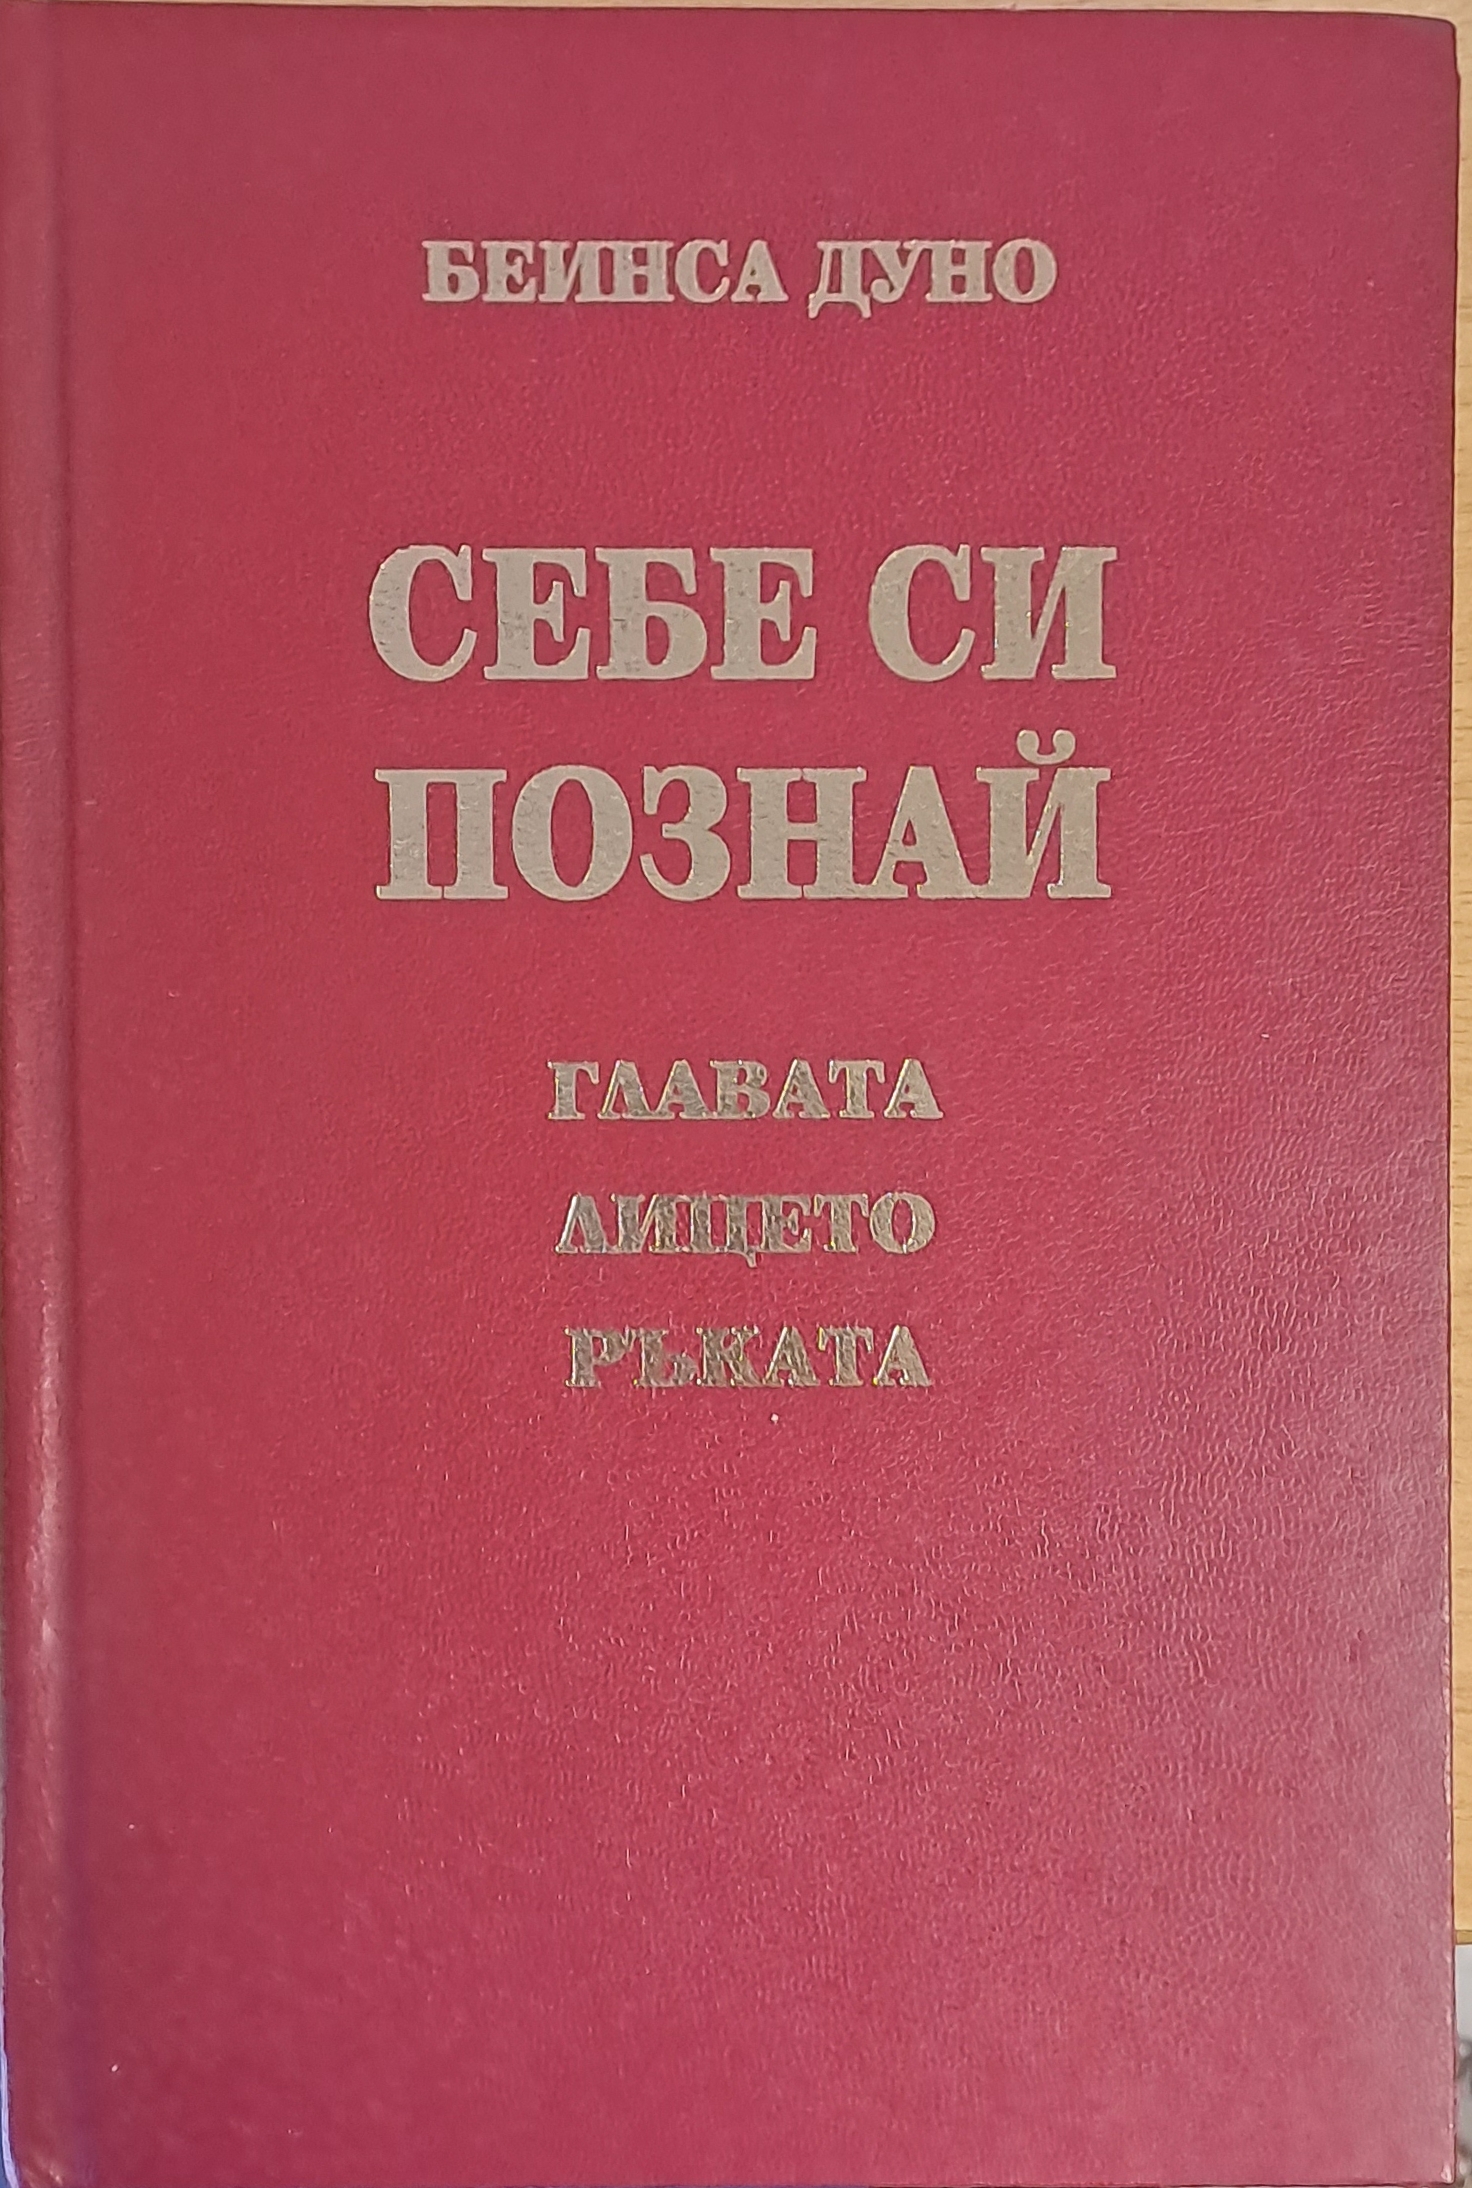 БЕИНСА ДУНО
СЕБЕ СИ
ПОЗНАЙ
ГЛАВАТА
ЛИЦЕТО
РЪКАТА